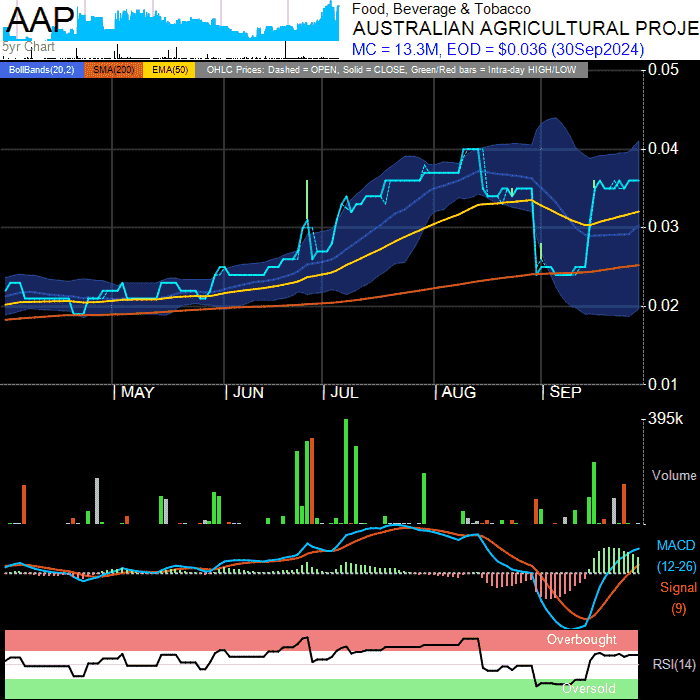 AAP
5yr Chart
Food, Beverage & Tobacco
AUSTRALIAN AGRICULTURAL PROJE
MC = 13.3M, EOD = $0.036 (30Sep2024)
BollBands(20,2) SMA(200) EMA(50) OHLC Prices: Dashed = OPEN, Solid = CLOSE, Green/Red bars = Intra-day HIGH/LOW
0.05
0.04
0.03
0.02
0.01
MAY JUN JUL AUG SEP
395k
Volume
MACD
(12-26)
Signal
(9)
Overbought
RSI(14)
Oversold